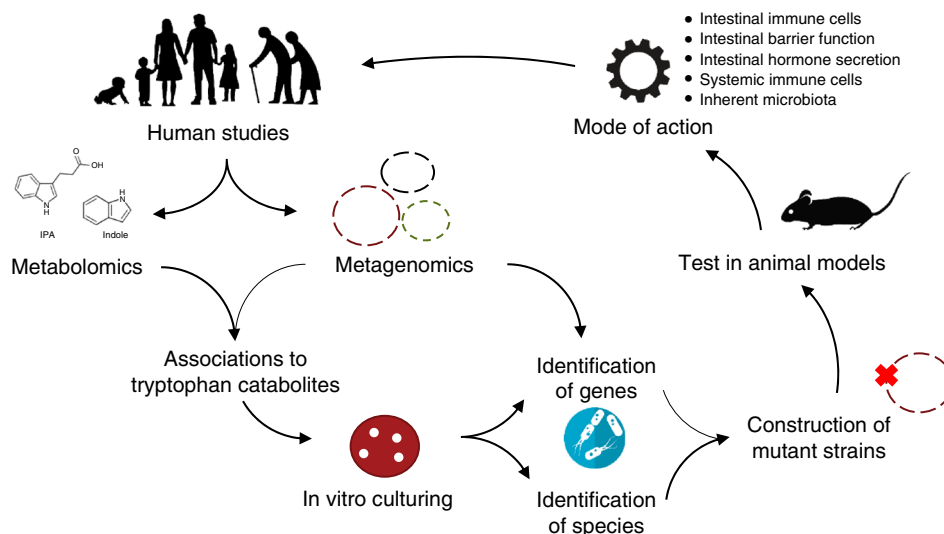 Intestinal immune cells
Intestinal barrier function
Intestinal hormone secretion
Systemic immune cells
Inherent microbiota
Mode of action
Human studies
O
OH
N
H
IPA
H
N
Indole
Metabolomics
Metagenomics
Test in animal models
Associations to
tryptophan catabolites
Identification
of genes
Construction of
mutant strains
In vitro culturing
Identification
of species